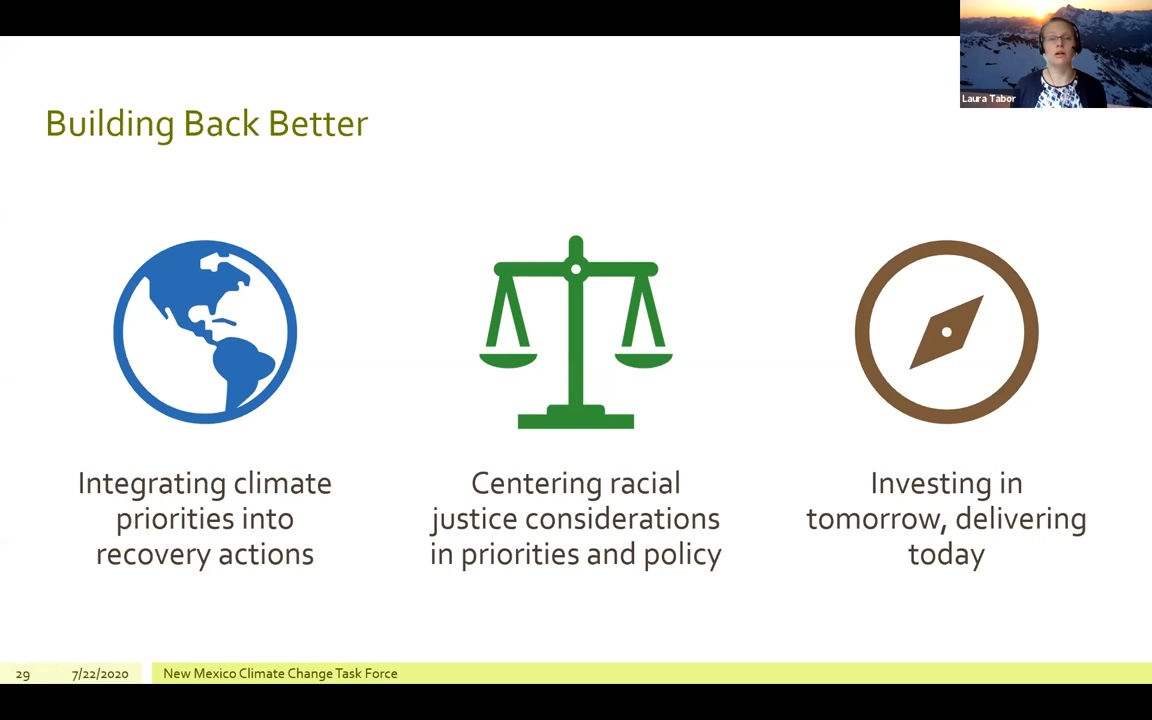 Laura Tabor
Building Back Better
Integrating climate
priorities into
recovery actions
Centering racial
justice considerations
in priorities and policy
Investing in
tomorrow, delivering
today
29 7/22/2020 New Mexico Climate Change Task Force